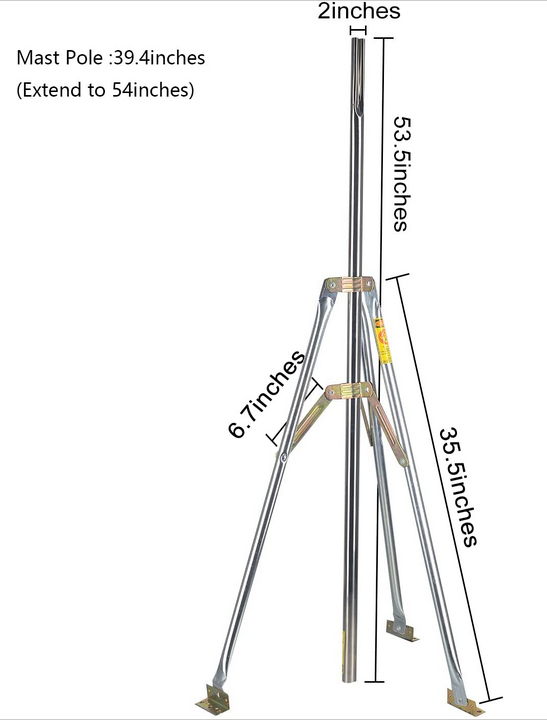 2inches
Mast Pole :39.4inches
(Extend to 54inches)
53.5inches
6.7inches
35.5inches